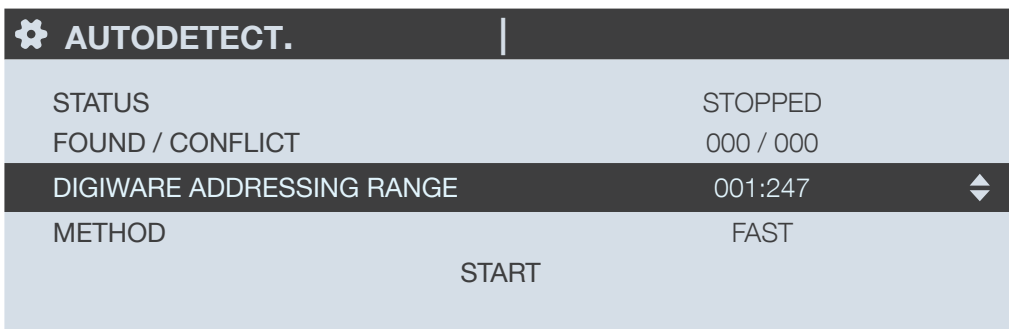 AUTODETECT.
STATUS STOPPED
FOUND / CONFLICT 000 / 000
DIGIWARE ADDRESSING RANGE 001:247
METHOD FAST
START